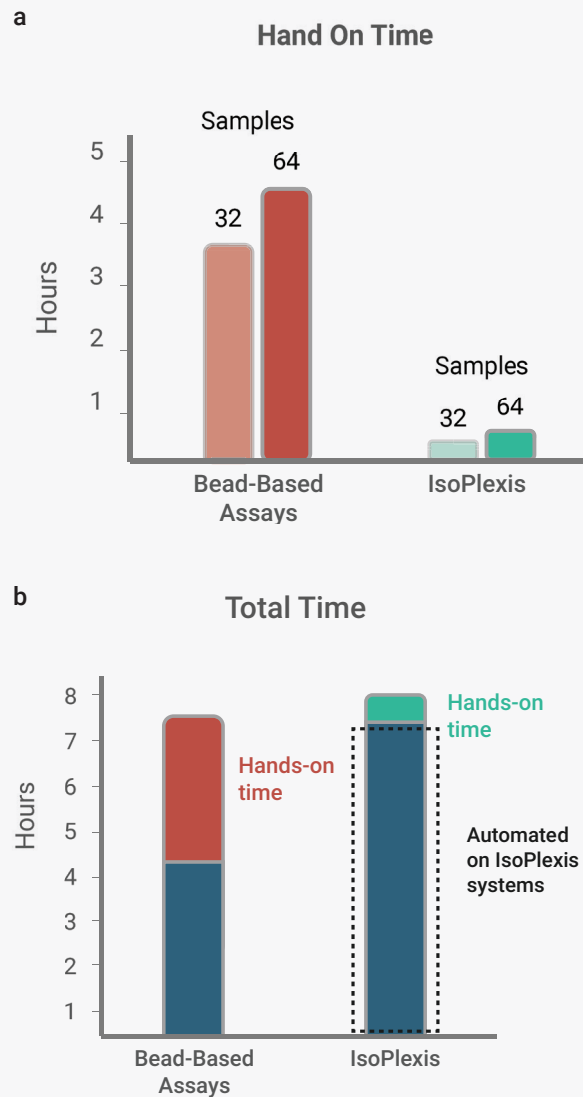 a
Hand On Time
Samples
64
32
5
4
3
2
1
Hours
Samples
32
64
Bead-Based
Assays
IsoPlexis
b
Total Time
8
7
6
5
4
3
2
1
Hours
Hands-on
time
Hands-on
time
Automated
on IsoPlexis
systems
Bead-Based
Assays
IsoPlexis